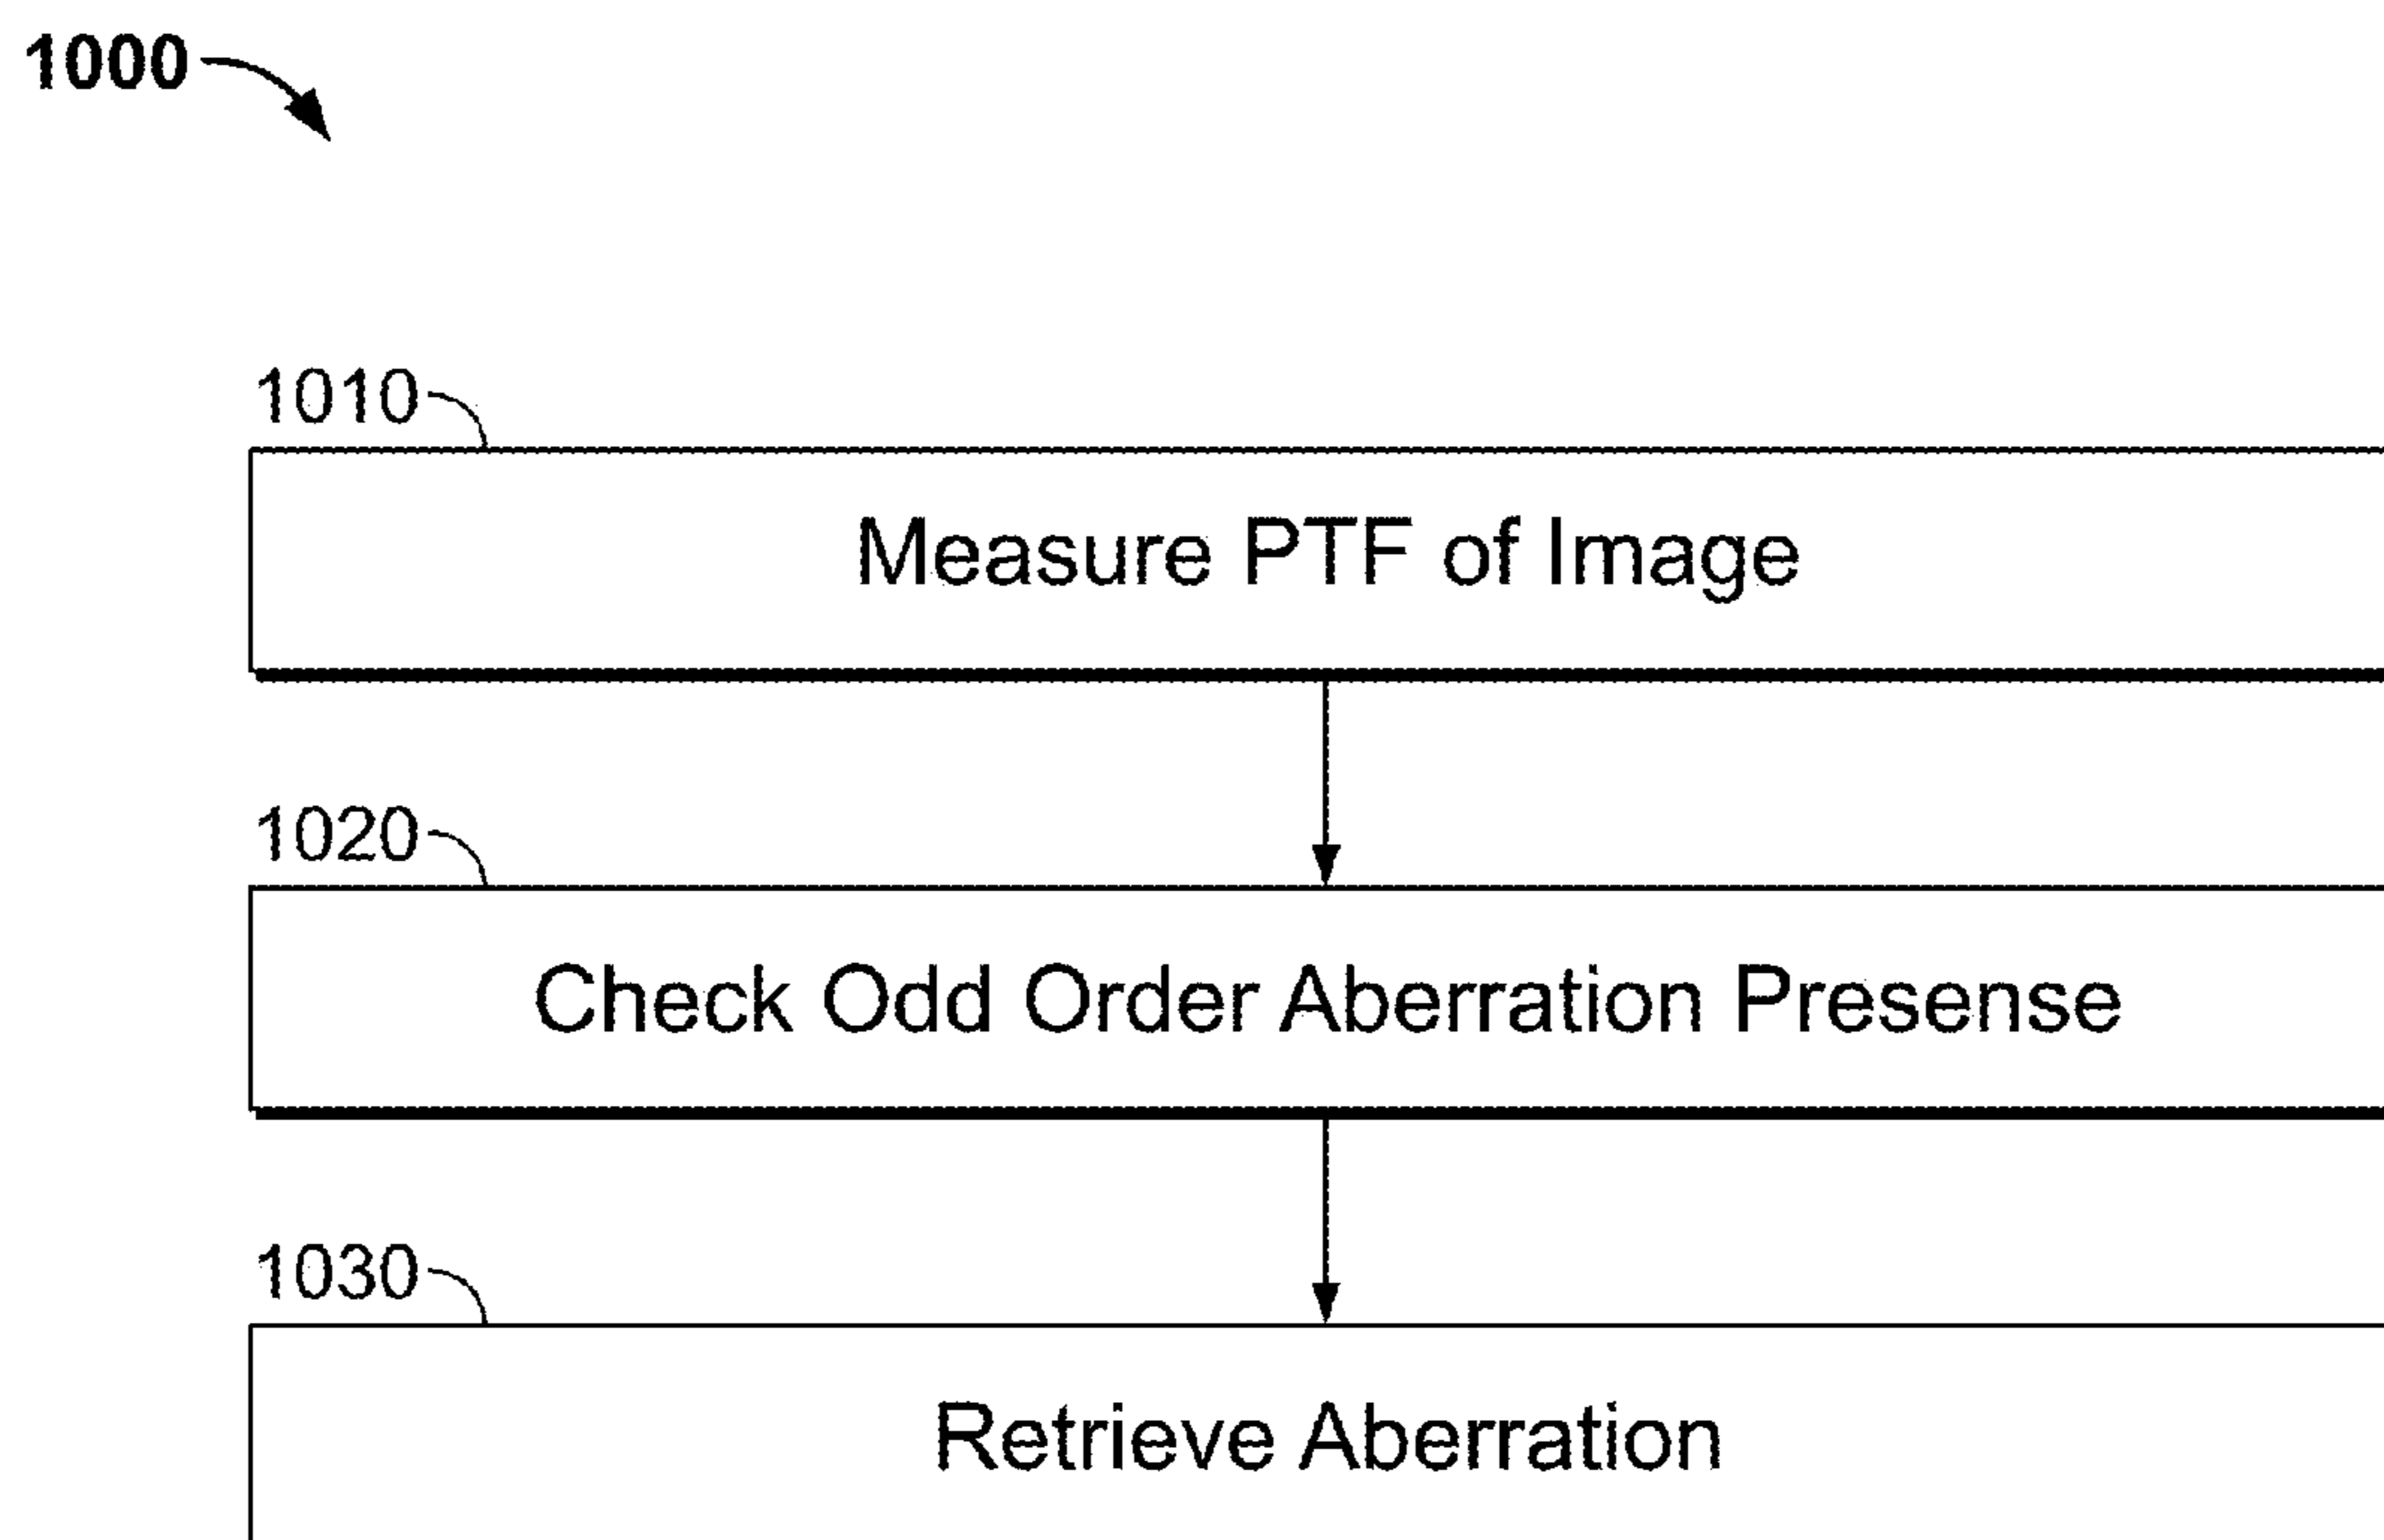 1000
1010
Measure PTF of Image
1020
Check Odd Order Aberration Presense
1030
Retrieve Aberration